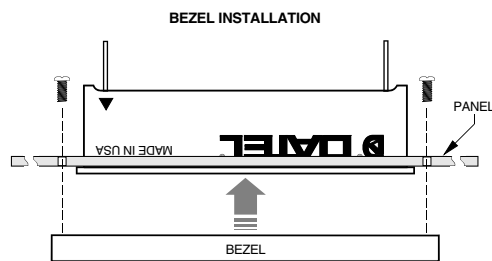 BEZEL INSTALLATION
PANEL
MADE IN USA
DATEL
BEZEL